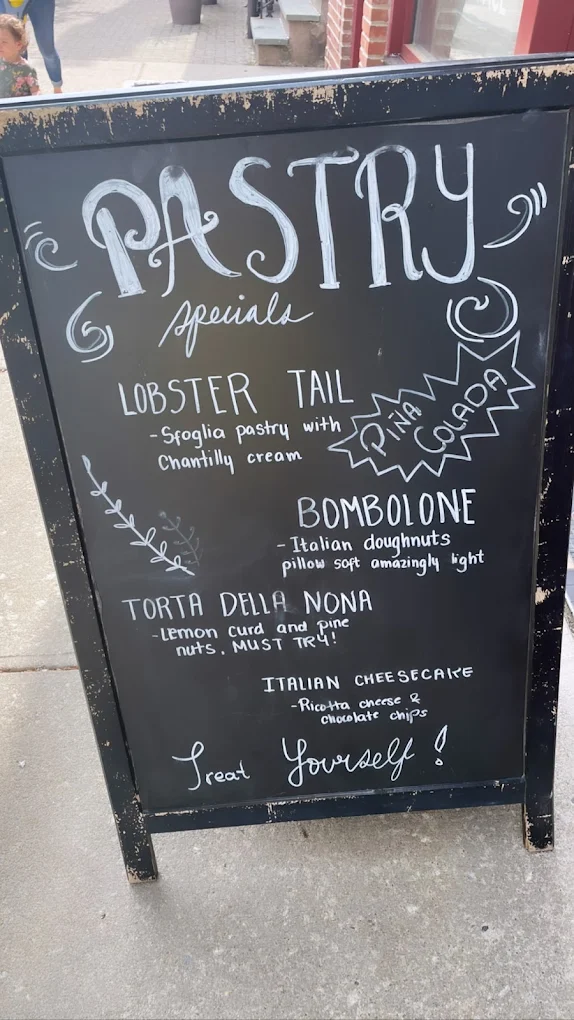 PASTRY
specials
LOBSTER TAIL
-Sfoglia pastry with
Chantilly cream
PIÑA
COLADA
BOMBOLONE
-Italian doughnuts
pillow soft amazingly light
TORTA DELLA NONA
-Lemon curd and pine
nuts. MUST TRY!
ITALIAN CHEESECAKE
-Ricotta cheese &
chocolate chips
Treat Yourself!